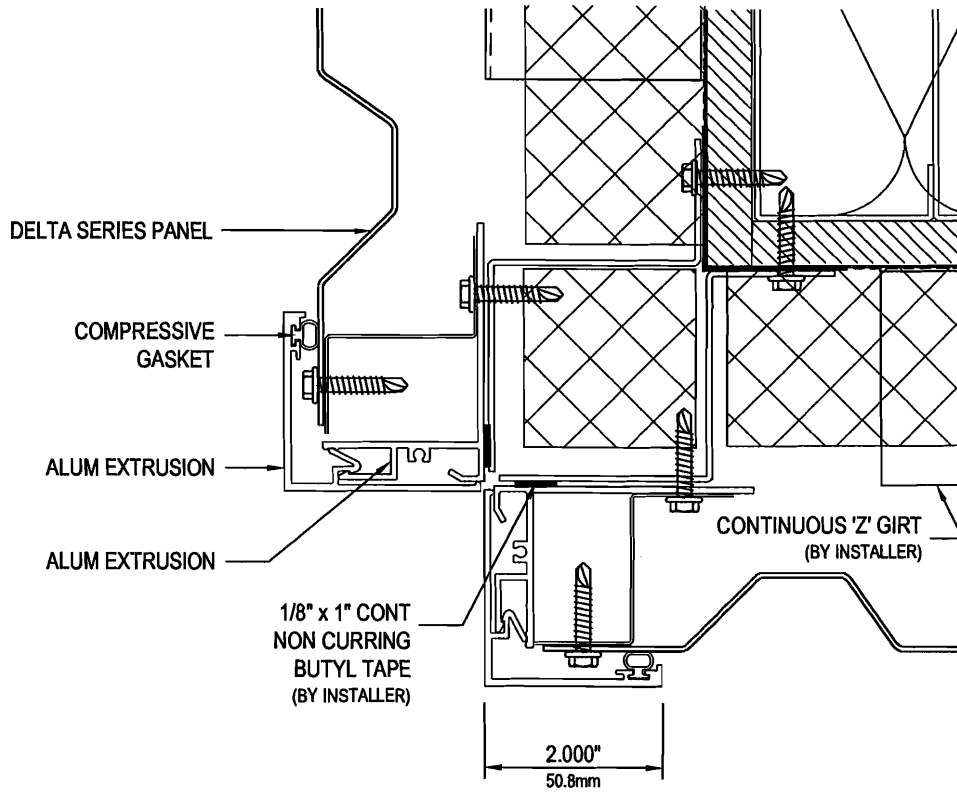 DELTA SERIES PANEL
COMPRESSIVE
GASKET
ALUM EXTRUSION
ALUM EXTRUSION
1/8" x 1" CONT
NON CURRING
BUTYL TAPE
(BY INSTALLER)
CONTINUOUS 'Z' GIRT
(BY INSTALLER)
2.000"
50.8mm